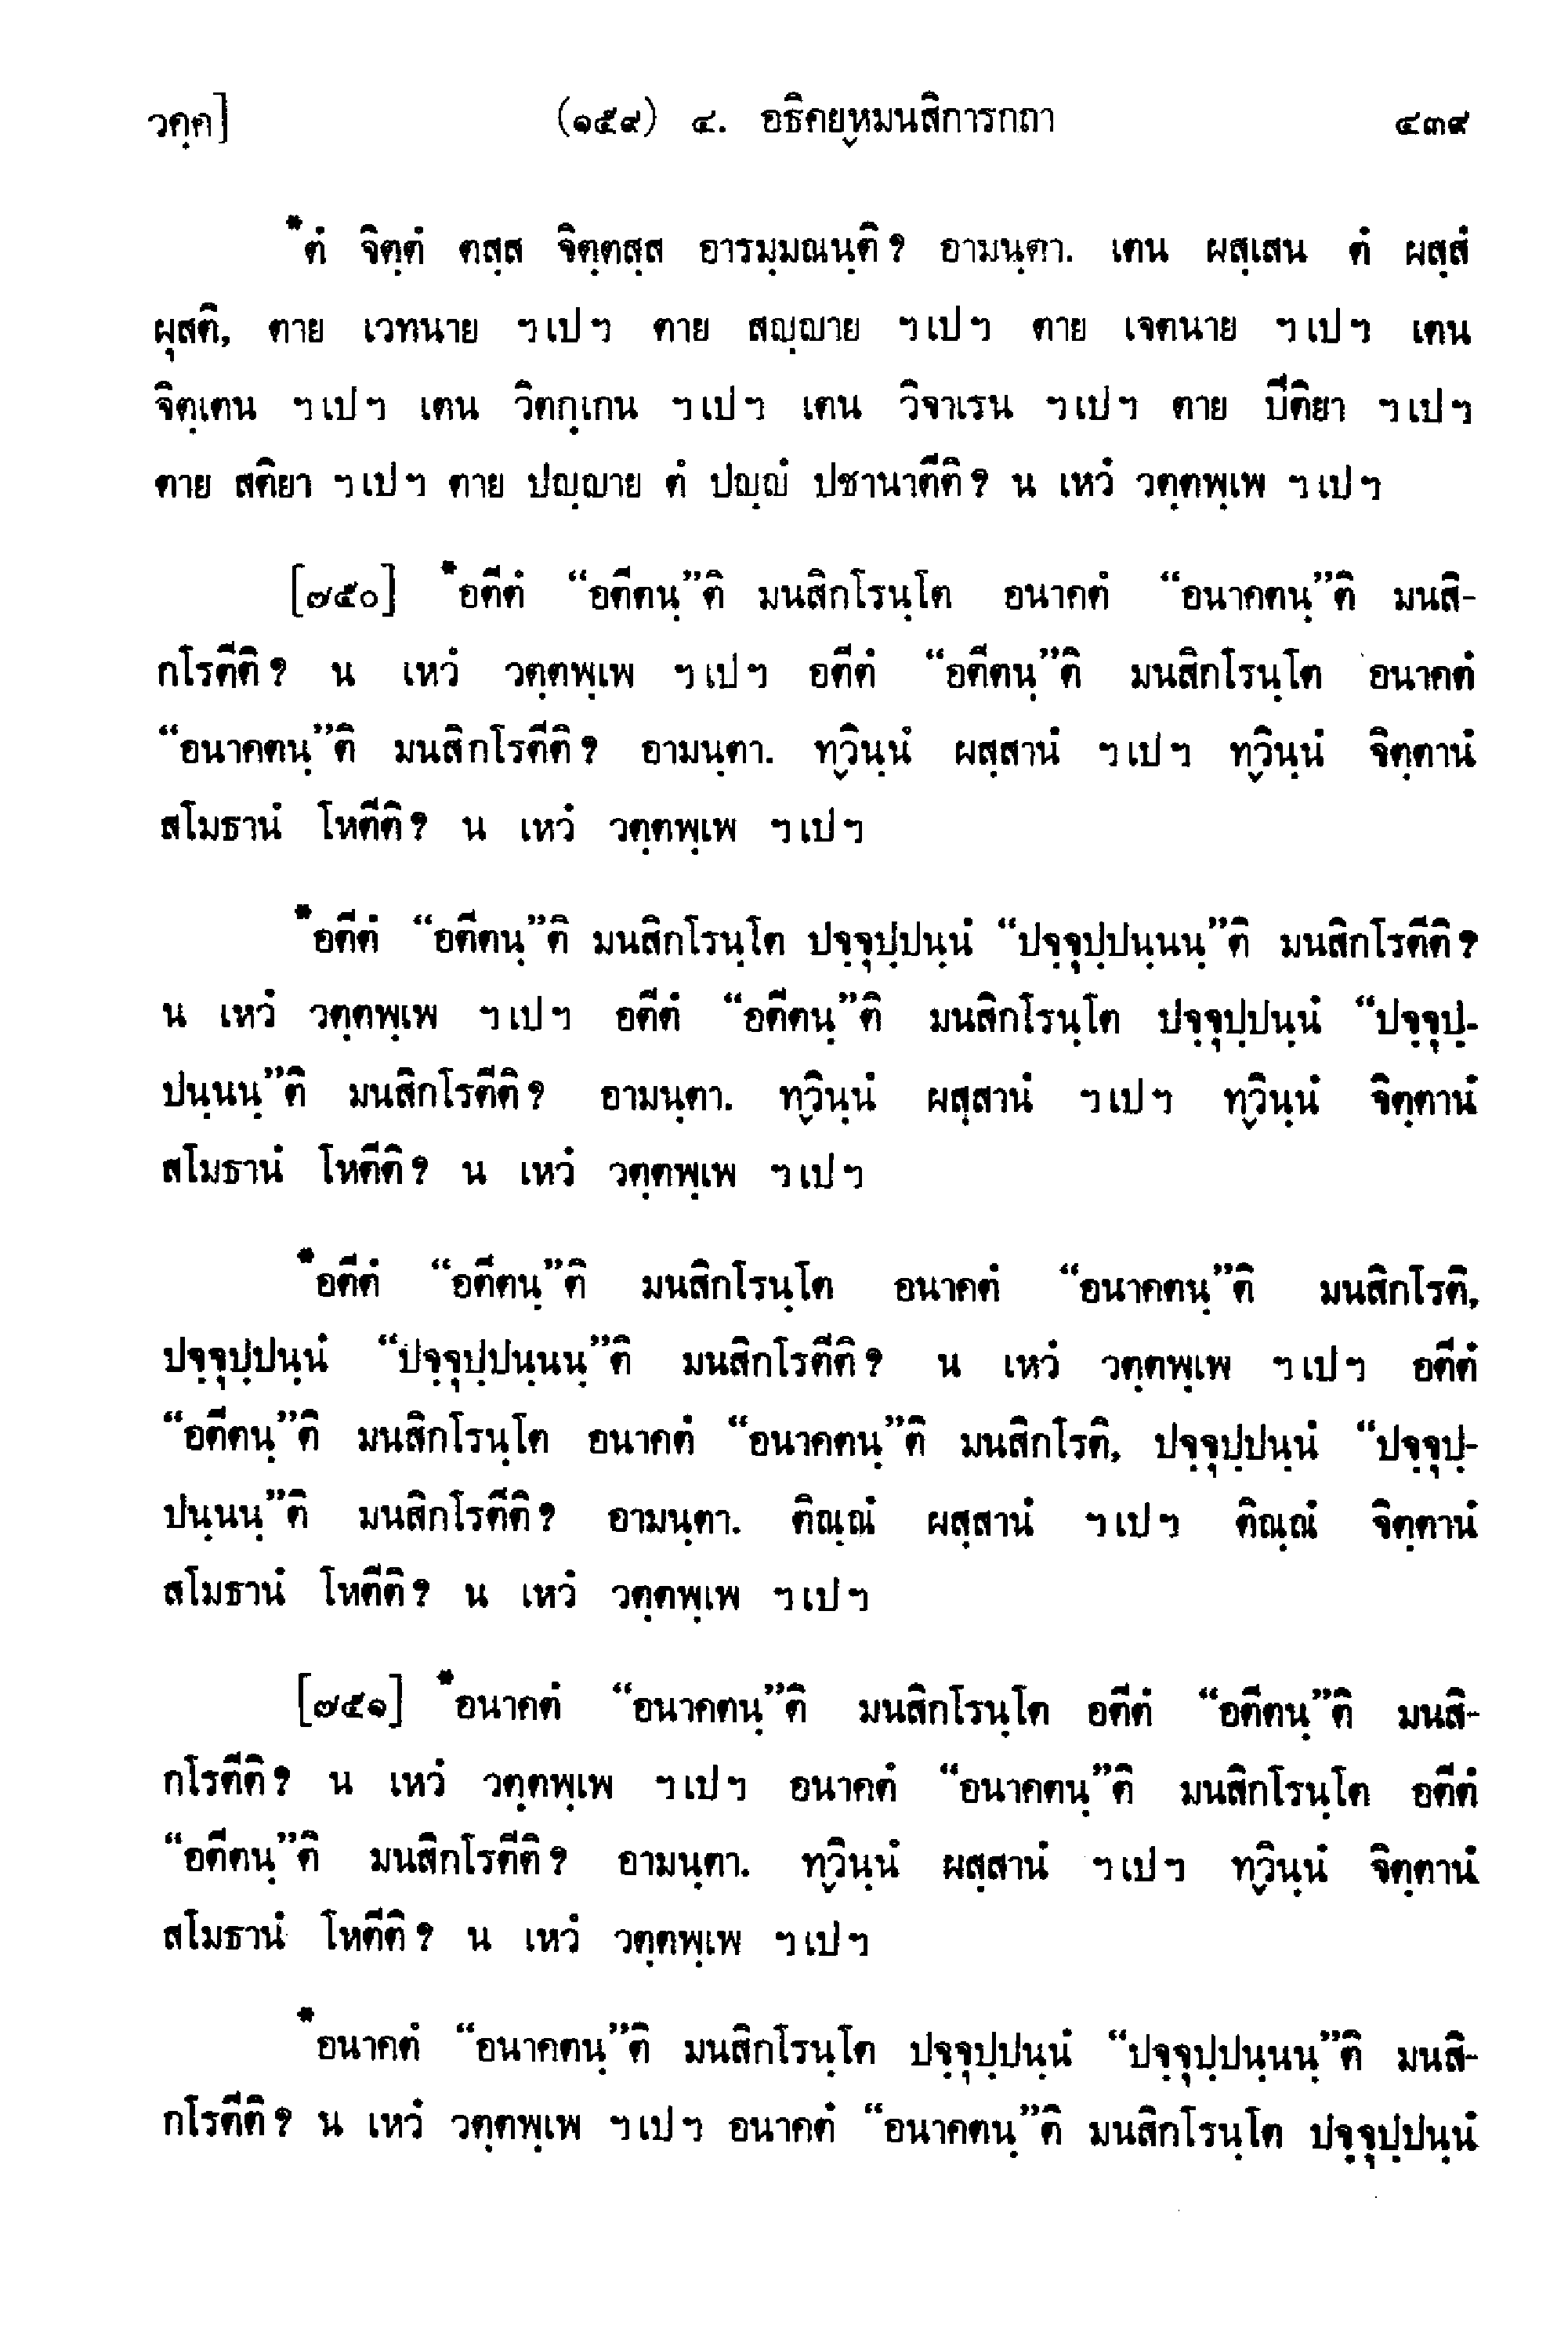 วคฺค]  (๑๕๙) ๔. อธิคยฺหมนสิการกถา  ๔๓๙
*ตํ จิตฺตํ ตสฺส จิตฺตสฺส อารมฺมณนฺติ? อามนฺตา. เตน ผสฺเสน ตํ ผสฺสํ
ผุสติ, ตาย เวทนาย ฯเปฯ ตาย สญฺญาย ฯเปฯ ตาย เจตนาย ฯเปฯ เตน
จิตฺเตน ฯเปฯ เตน วิตกฺเกน ฯเปฯ เตน วิจาเรน ฯเปฯ ตาย ปีติยา ฯเปฯ
ตาย สติยา ฯเปฯ ตาย ปญฺญาย ตํ ปญฺญํ ปชานาตีติ? น เหวํ วตฺตพฺเพ ฯเปฯ
[๗๕๐] *อตีตํ “อตีตนฺ”ติ มนสิกโรนฺโต อนาคตํ “อนาคตนฺ”ติ มนสิ-
กโรตีติ? น เหวํ วตฺตพฺเพ ฯเปฯ อตีตํ “อตีตนฺ”ติ มนสิกโรนฺโต อนาคตํ
“อนาคตนฺ”ติ มนสิกโรตีติ? อามนฺตา. ทฺวินฺนํ ผสฺสานํ ฯเปฯ ทฺวินฺนํ จิตฺตานํ
สโมธานํ โหตีติ? น เหวํ วตฺตพฺเพ ฯเปฯ
*อตีตํ “อตีตนฺ”ติ มนสิกโรนฺโต ปจฺจุปฺปนฺนํ “ปจฺจุปฺปนฺนนฺ”ติ มนสิกโรตีติ?
น เหวํ วตฺตพฺเพ ฯเปฯ อตีตํ “อตีตนฺ”ติ มนสิกโรนฺโต ปจฺจุปฺปนฺนํ “ปจฺจุปฺ-
ปนฺนนฺ”ติ มนสิกโรตีติ? อามนฺตา. ทฺวินฺนํ ผสฺสานํ ฯเปฯ ทฺวินฺนํ จิตฺตานํ
สโมธานํ โหตีติ? น เหวํ วตฺตพฺเพ ฯเปฯ
*อตีตํ “อตีตนฺ”ติ มนสิกโรนฺโต อนาคตํ “อนาคตนฺ”ติ มนสิกโรติ,
ปจฺจุปฺปนฺนํ “ปจฺจุปฺปนฺนนฺ”ติ มนสิกโรตีติ? น เหวํ วตฺตพฺเพ ฯเปฯ อตีตํ
“อตีตนฺ”ติ มนสิกโรนฺโต อนาคตํ “อนาคตนฺ”ติ มนสิกโรติ, ปจฺจุปฺปนฺนํ “ปจฺจุปฺ-
ปนฺนนฺ”ติ มนสิกโรตีติ? อามนฺตา. ติณฺณํ ผสฺสานํ ฯเปฯ ติณฺณํ จิตฺตานํ
สโมธานํ โหตีติ? น เหวํ วตฺตพฺเพ ฯเปฯ
[๗๕๑] *อนาคตํ “อนาคตนฺ”ติ มนสิกโรนฺโต อตีตํ “อตีตนฺ”ติ มนสิ-
กโรตีติ? น เหวํ วตฺตพฺเพ ฯเปฯ อนาคตํ “อนาคตนฺ”ติ มนสิกโรนฺโต อตีตํ
“อตีตนฺ”ติ มนสิกโรตีติ? อามนฺตา. ทฺวินฺนํ ผสฺสานํ ฯเปฯ ทฺวินฺนํ จิตฺตานํ
สโมธานํ โหตีติ? น เหวํ วตฺตพฺเพ ฯเปฯ
*อนาคตํ “อนาคตนฺ”ติ มนสิกโรนฺโต ปจฺจุปฺปนฺนํ “ปจฺจุปฺปนฺนนฺ”ติ มนสิ-
กโรตีติ? น เหวํ วตฺตพฺเพ ฯเปฯ อนาคตํ “อนาคตนฺ”ติ มนสิกโรนฺโต ปจฺจุปฺปนฺนํ